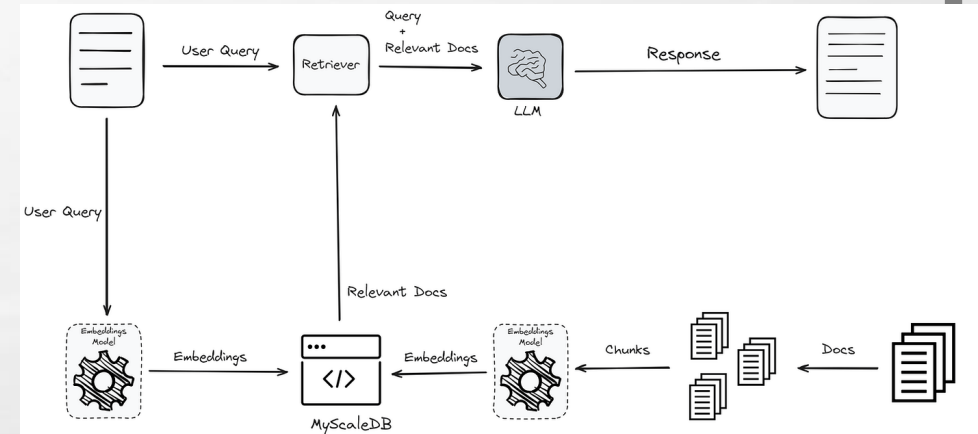 Query
+
Relevant Docs
User Query
Retriever
Response
LLM
User Query
Relevant Docs
Embeddings
Model
Embeddings
</>
MyScaleDB
Embeddings
Embeddings
Model
Chunks
Docs